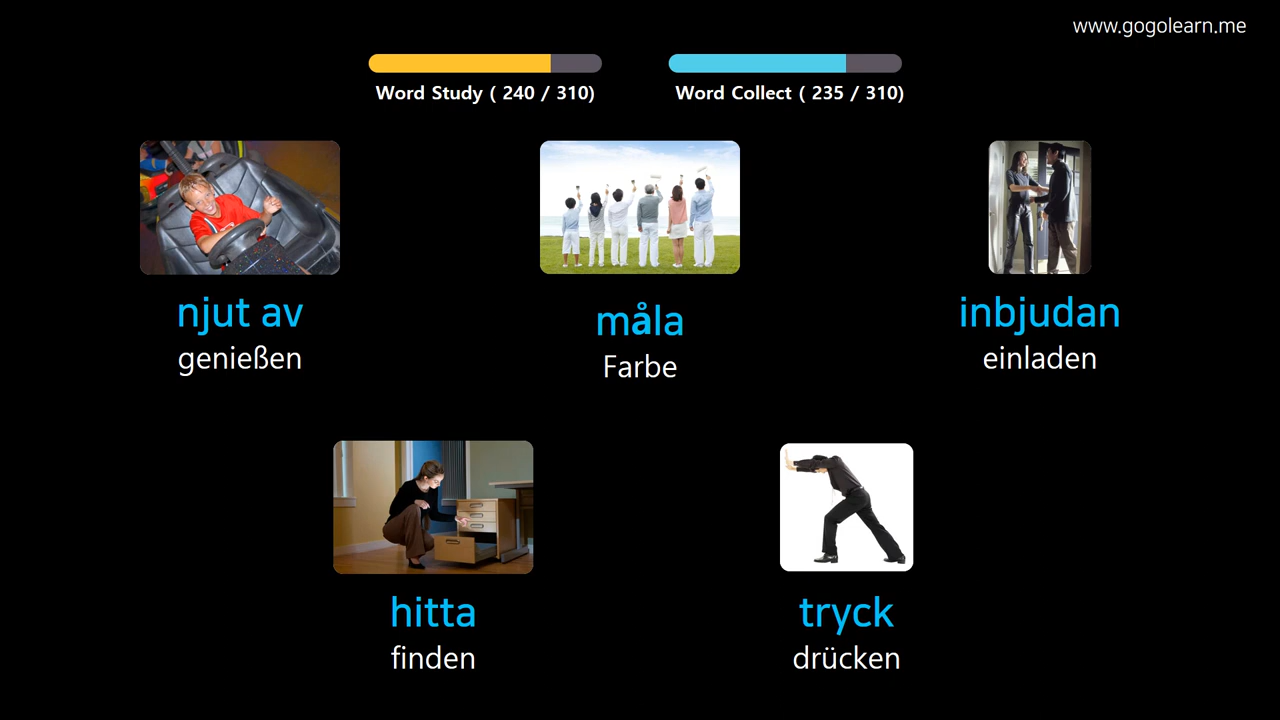 www.gogolearn.me
Word Study ( 240 / 310)
Word Collect ( 235 / 310)
njut av
genießen
måla
Farbe
inbjudan
einladen
hitta
finden
tryck
drücken